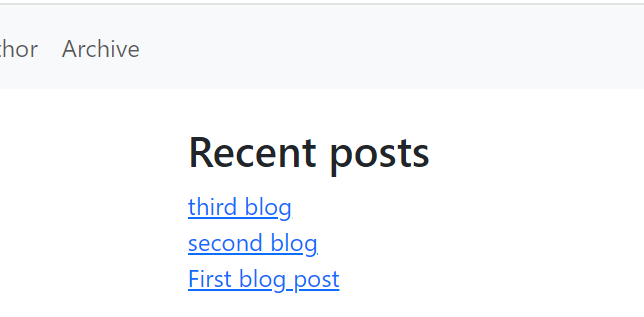 thor Archive
Recent posts
third blog
second blog
First blog post